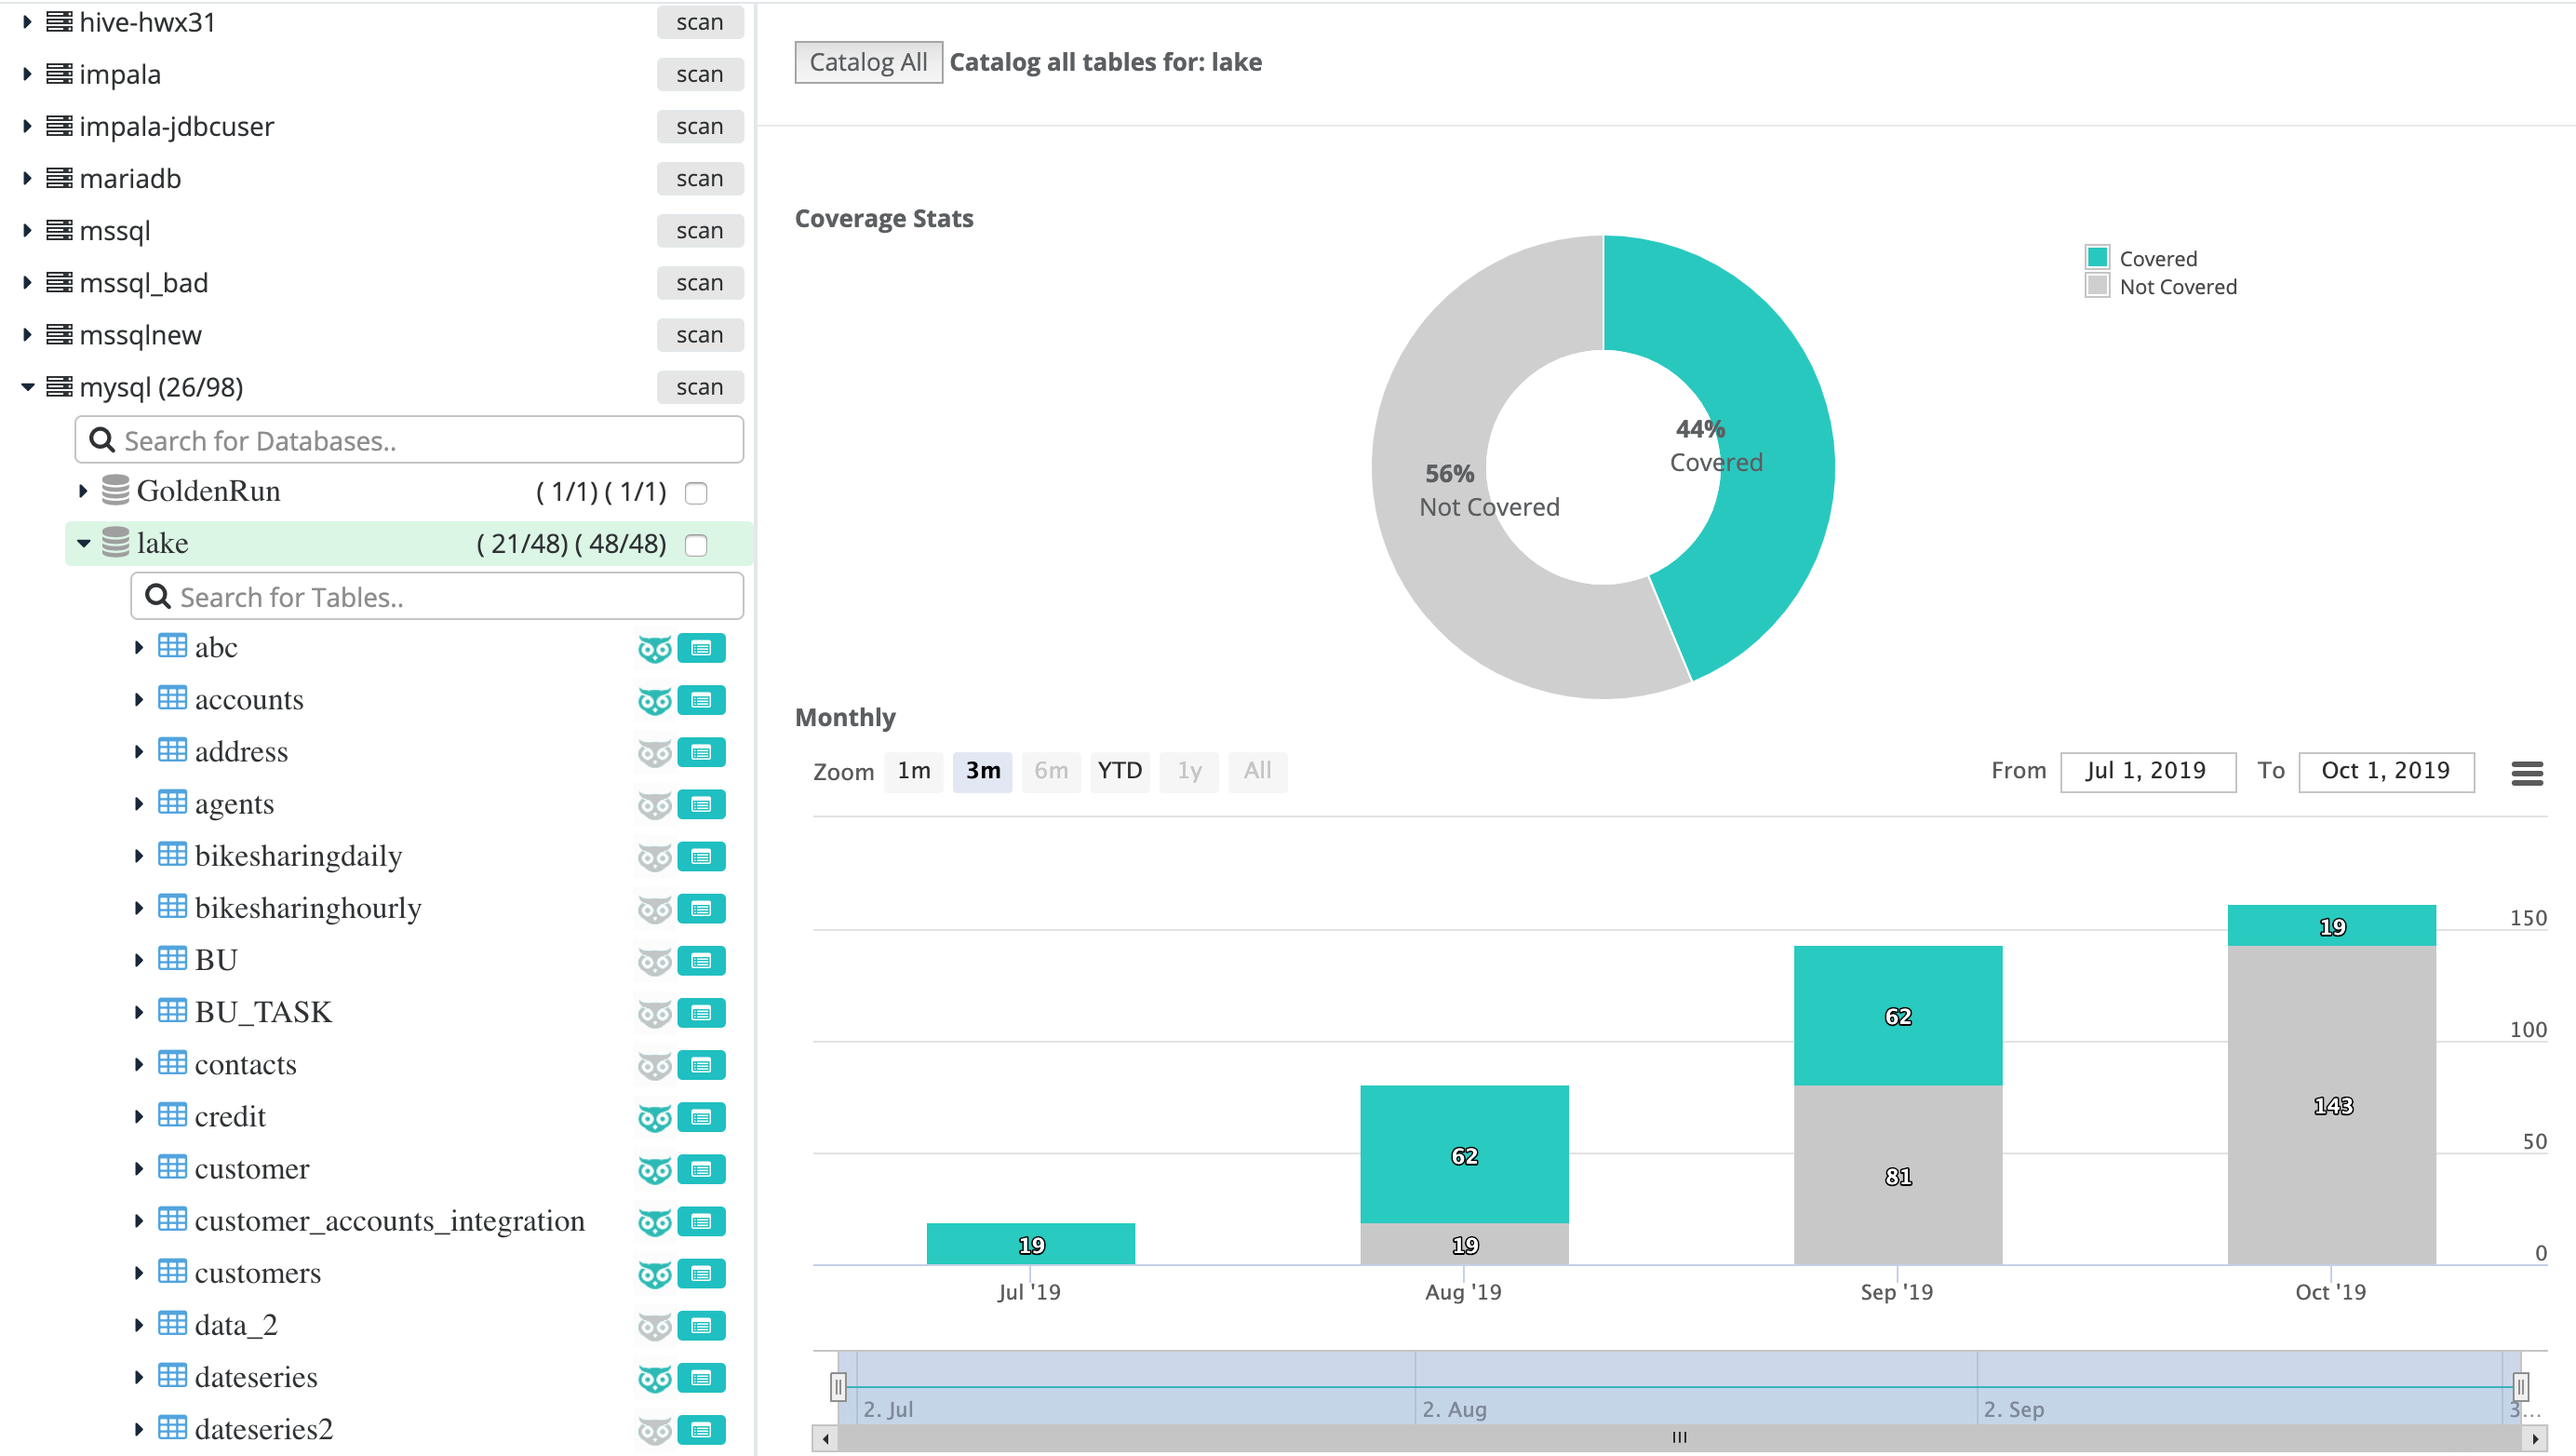 hive-hwx31 scan
impala scan
impala-jdbcuser scan
mariadb scan
mssql scan
mssql_bad scan
mssqlnew scan
mysql (26/98) scan
Search for Databases..
GoldenRun ( 1/1) ( 1/1)
lake ( 21/48) ( 48/48)
Search for Tables..
abc
accounts
address
agents
bikesharingdaily
bikesharinghourly
BU
BU_TASK
contacts
credit
customer
customer_accounts_integration
customers
data_2
dateseries
dateseries2
Catalog All Catalog all tables for: lake
Coverage Stats
Covered
Not Covered
44%
Covered
56%
Not Covered
Monthly
Zoom 1m 3m 6m YTD 1y All From Jul 1, 2019 To Oct 1, 2019
150
100
50
0
19
62
19
62
81
19
143
Jul '19 Aug '19 Sep '19 Oct '19
2. Jul 2. Aug 2. Sep 3...